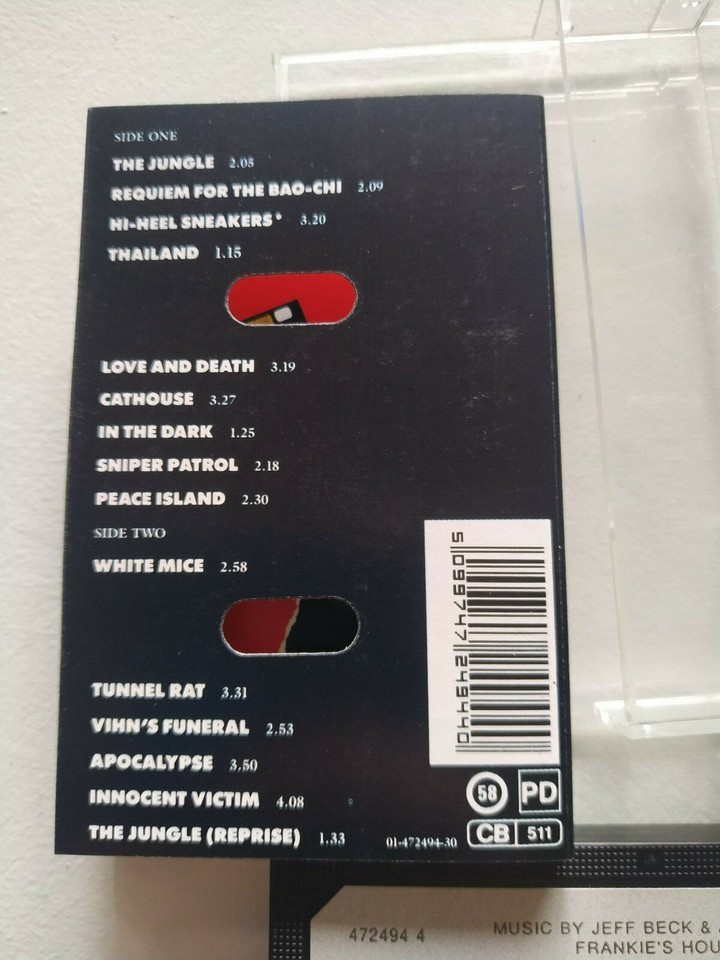 SIDE ONE
THE JUNGLE 2.05
REQUIEM FOR THE BAO-CHI 2.09
HI-HEEL SNEAKERS* 3.20
THAILAND 1.15
LOVE AND DEATH 3.19
CATHOUSE 3.27
IN THE DARK 1.25
SNIPER PATROL 2.18
PEACE ISLAND 2.30
SIDE TWO
WHITE MICE 2.58
TUNNEL RAT 3.31
VIHN'S FUNERAL 2.53
APOCALYPSE 3.50
INNOCENT VICTIM 4.08
THE JUNGLE (REPRISE) 1.33
01-472494-30
5 099747 249440
58 PD
CB 511
472494 4
MUSIC BY JEFF BECK &
FRANKIE'S HOU